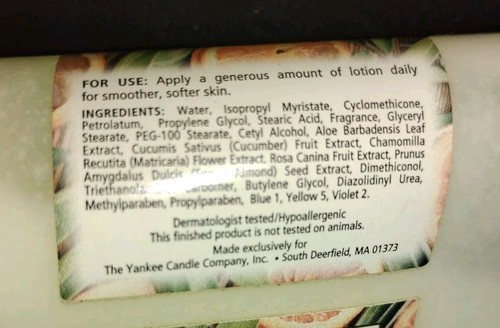 FOR USE: Apply a generous amount of lotion daily
for smoother, softer skin.
INGREDIENTS: Water, Isopropyl Myristate, Cyclomethicone,
Petrolatum, Propylene Glycol, Stearic Acid, Fragrance, Glyceryl
Stearate, PEG-100 Stearate, Cetyl Alcohol, Aloe Barbadensis Leaf
Extract, Cucumis Sativus (Cucumber) Fruit Extract, Chamomilla
Recutita (Matricaria) Flower Extract, Rosa Canina Fruit Extract, Prunus
Amygdalus Dulcis Almond) Seed Extract, Dimethiconol,
Butylene Glycol, Diazolidinyl Urea,
Methylparaben, Propylparaben, Blue 1, Yellow 5, Violet 2.
Dermatologist tested/Hypoallergenic
This finished product is not tested on animals.
Made exclusively for
The Yankee Candle Company, Inc. • South Deerfield, MA 01373